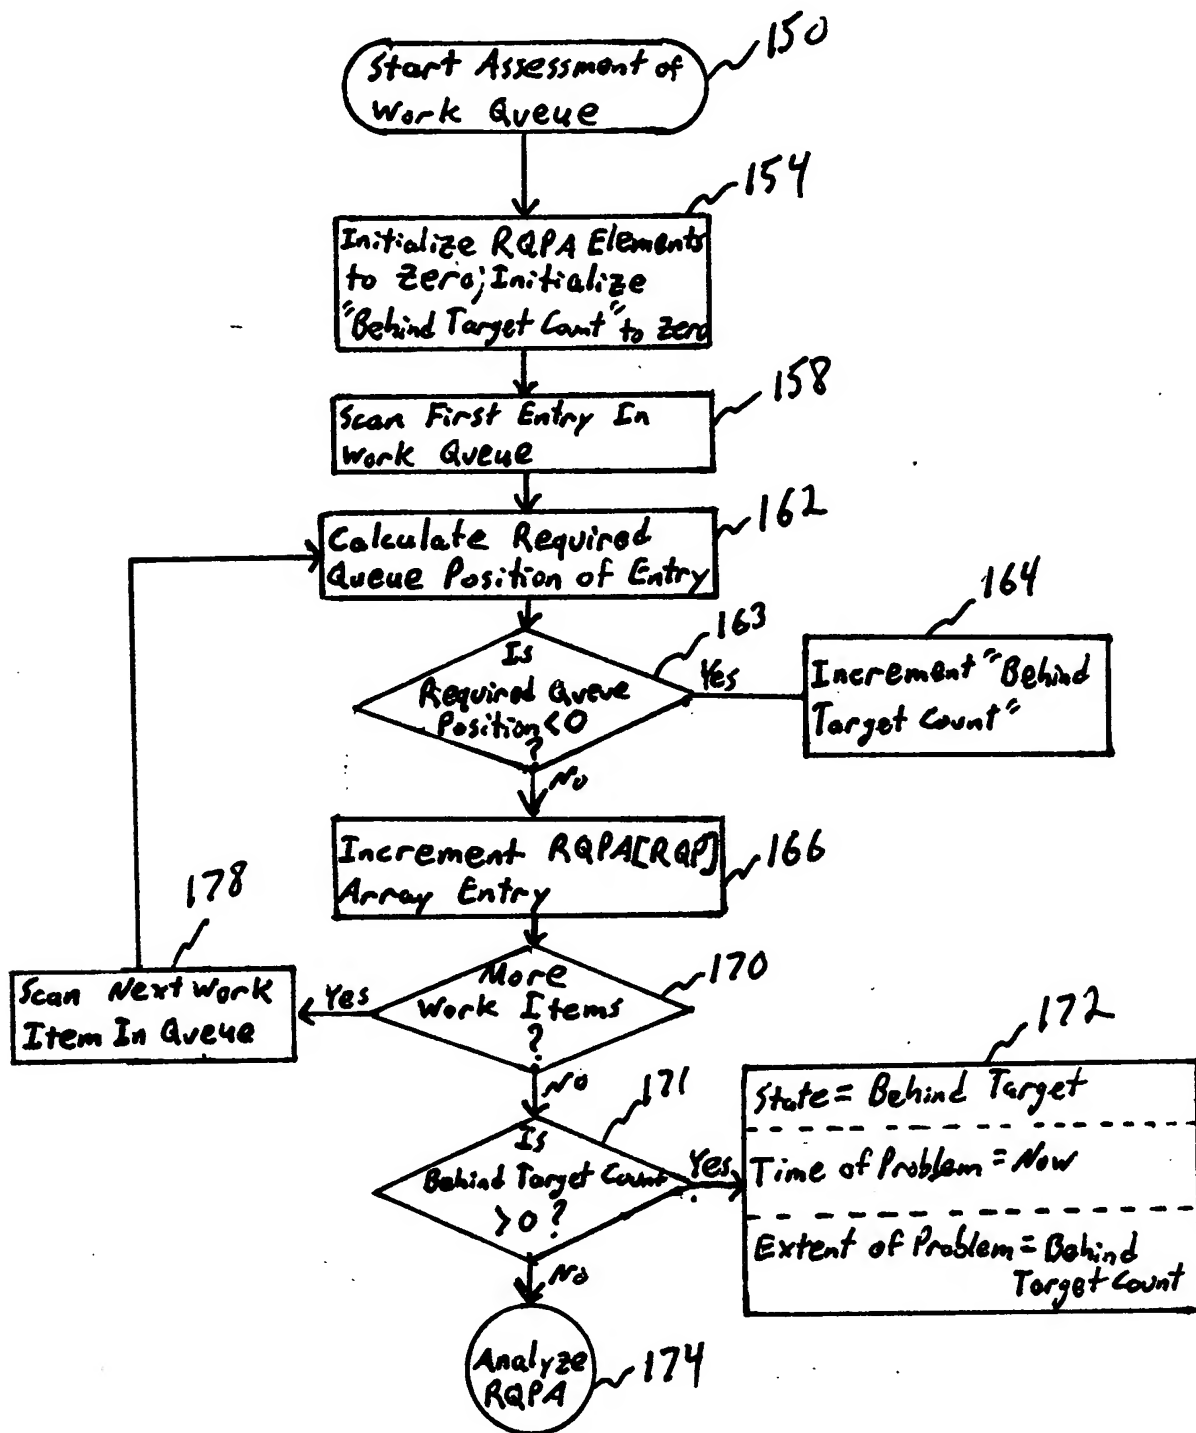 150
Start Assessment of
Work Queue
154
Initialize RQPA Elements
to Zero; Initialize
"Behind Target Count" to Zero
158
Scan First Entry In
Work Queue
162
Calculate Required
Queue Position of Entry
163
164
Is
Required Queue
Position < 0
?
Yes
Increment "Behind
Target Count"
No
Increment RQPA[RQP]
Array Entry
166
178
More
Work Items
?
170
Yes
Scan Next Work
Item In Queue
No
171
172
Is
Behind Target Count
> 0 ?
Yes
State = Behind Target
Time of Problem = Now
Extent of Problem = Behind
Target Count
No
Analyze
RQPA
174